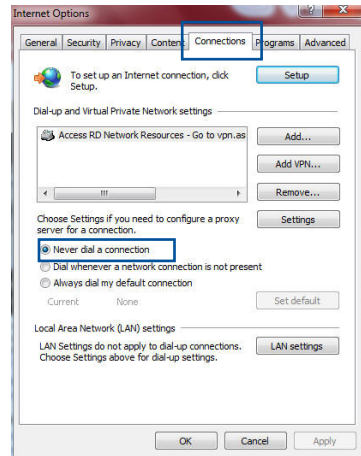 Internet Options
General Security Privacy Content Connections Programs Advanced
To set up an Internet connection, click
Setup.
Setup
Dial-up and Virtual Private Network settings
Access RD Network Resources - Go to vpn.as
Add...
Add VPN...
Remove...
Choose Settings if you need to configure a proxy
server for a connection.
Settings
Never dial a connection
Dial whenever a network connection is not present
Always dial my default connection
Current None
Set default
Local Area Network (LAN) settings
LAN Settings do not apply to dial-up connections.
Choose Settings above for dial-up settings.
LAN settings
OK Cancel Apply